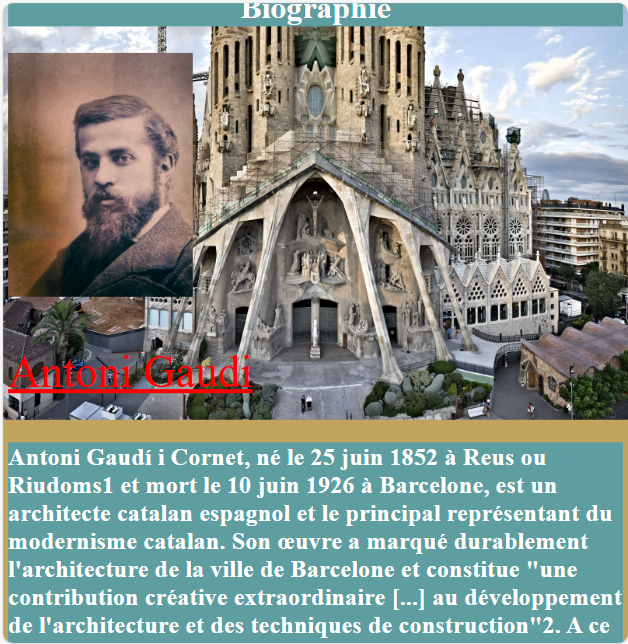 Biographie
Antoni Gaudi
Antoni Gaudí i Cornet, né le 25 juin 1852 à Reus ou
Riudoms1 et mort le 10 juin 1926 à Barcelone, est un
architecte catalan espagnol et le principal représentant du
modernisme catalan. Son œuvre a marqué durablement
l'architecture de la ville de Barcelone et constitue "une
contribution créative extraordinaire [...] au développement
de l'architecture et des techniques de construction"2. A ce